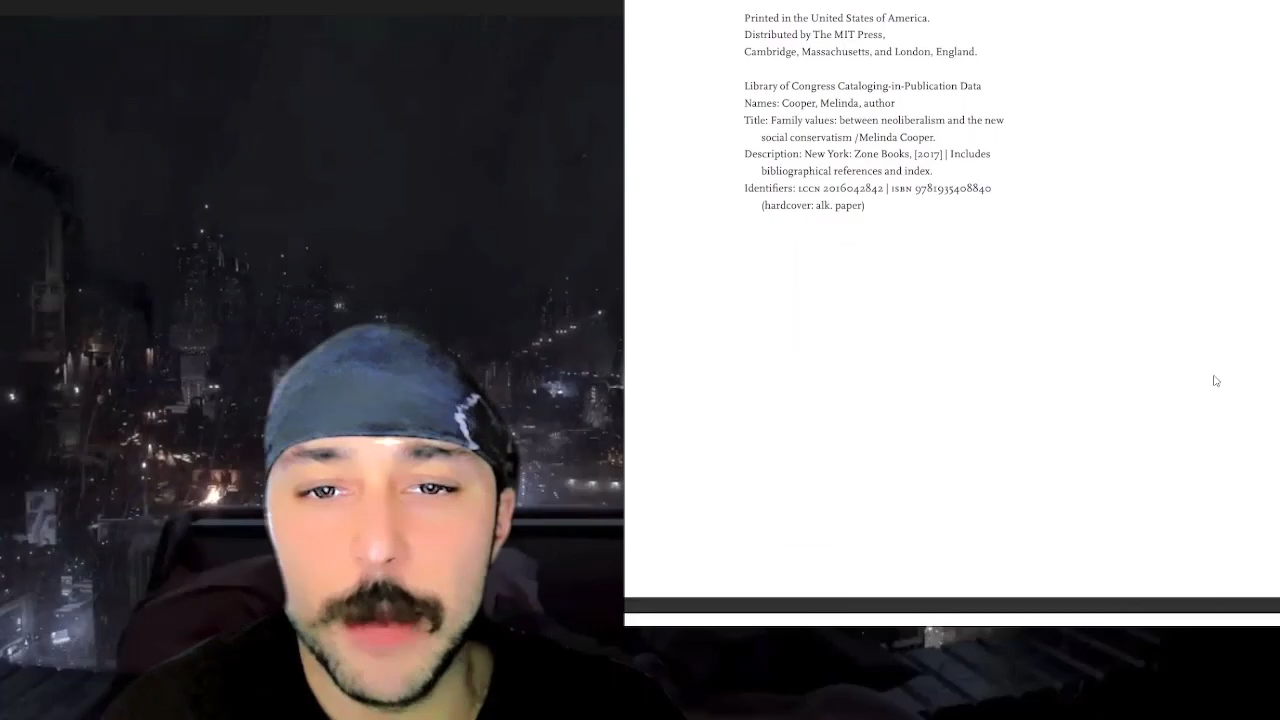 Printed in the United States of America.
Distributed by The MIT Press,
Cambridge, Massachusetts, and London, England.
Library of Congress Cataloging-in-Publication Data
Names: Cooper, Melinda, author
Title: Family values: between neoliberalism and the new
social conservatism /Melinda Cooper.
Description: New York: Zone Books, [2017] | Includes
bibliographical references and index.
Identifiers: LCCN 2016042842 | ISBN 9781935408840
(hardcover: alk. paper)